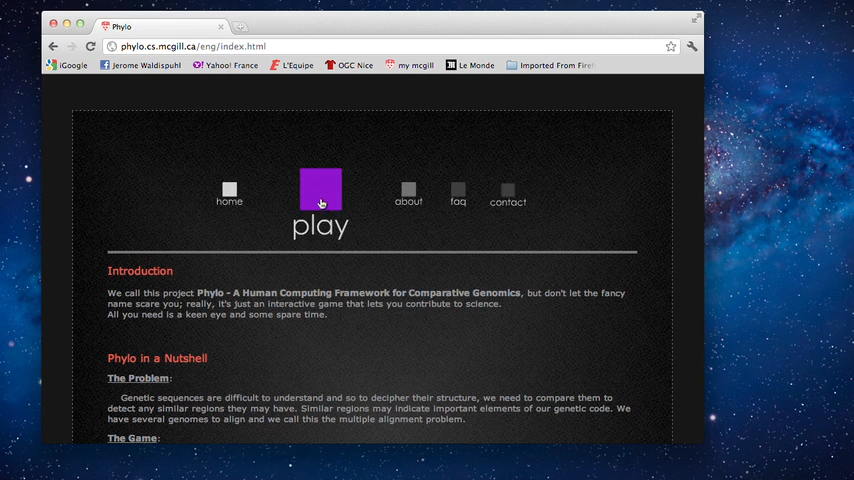 Phylo
phylo.cs.mcgill.ca/eng/index.html
iGoogle Jerome Waldispuhl Yahoo! France L'Equipe OGC Nice my mcgill Le Monde Imported From Firef
home play about faq contact
Introduction
We call this project Phylo - A Human Computing Framework for Comparative Genomics, but don't let the fancy
name scare you; really, it's just an interactive game that lets you contribute to science.
All you need is a keen eye and some spare time.
Phylo in a Nutshell
The Problem:
Genetic sequences are difficult to understand and so to decipher their structure, we need to compare them to
detect any similar regions they may have. Similar regions may indicate important elements of our genetic code. We
have several genomes to align and we call this the multiple alignment problem.
The Game: